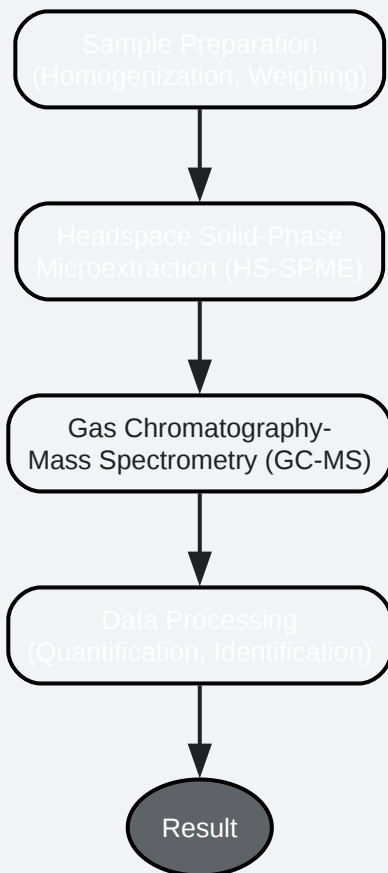 Sample Preparation
(Homogenization, Weighing)
Headspace Solid-Phase
Microextraction (HS-SPME)
Gas Chromatography-
Mass Spectrometry (GC-MS)
Data Processing
(Quantification, Identification)
Result